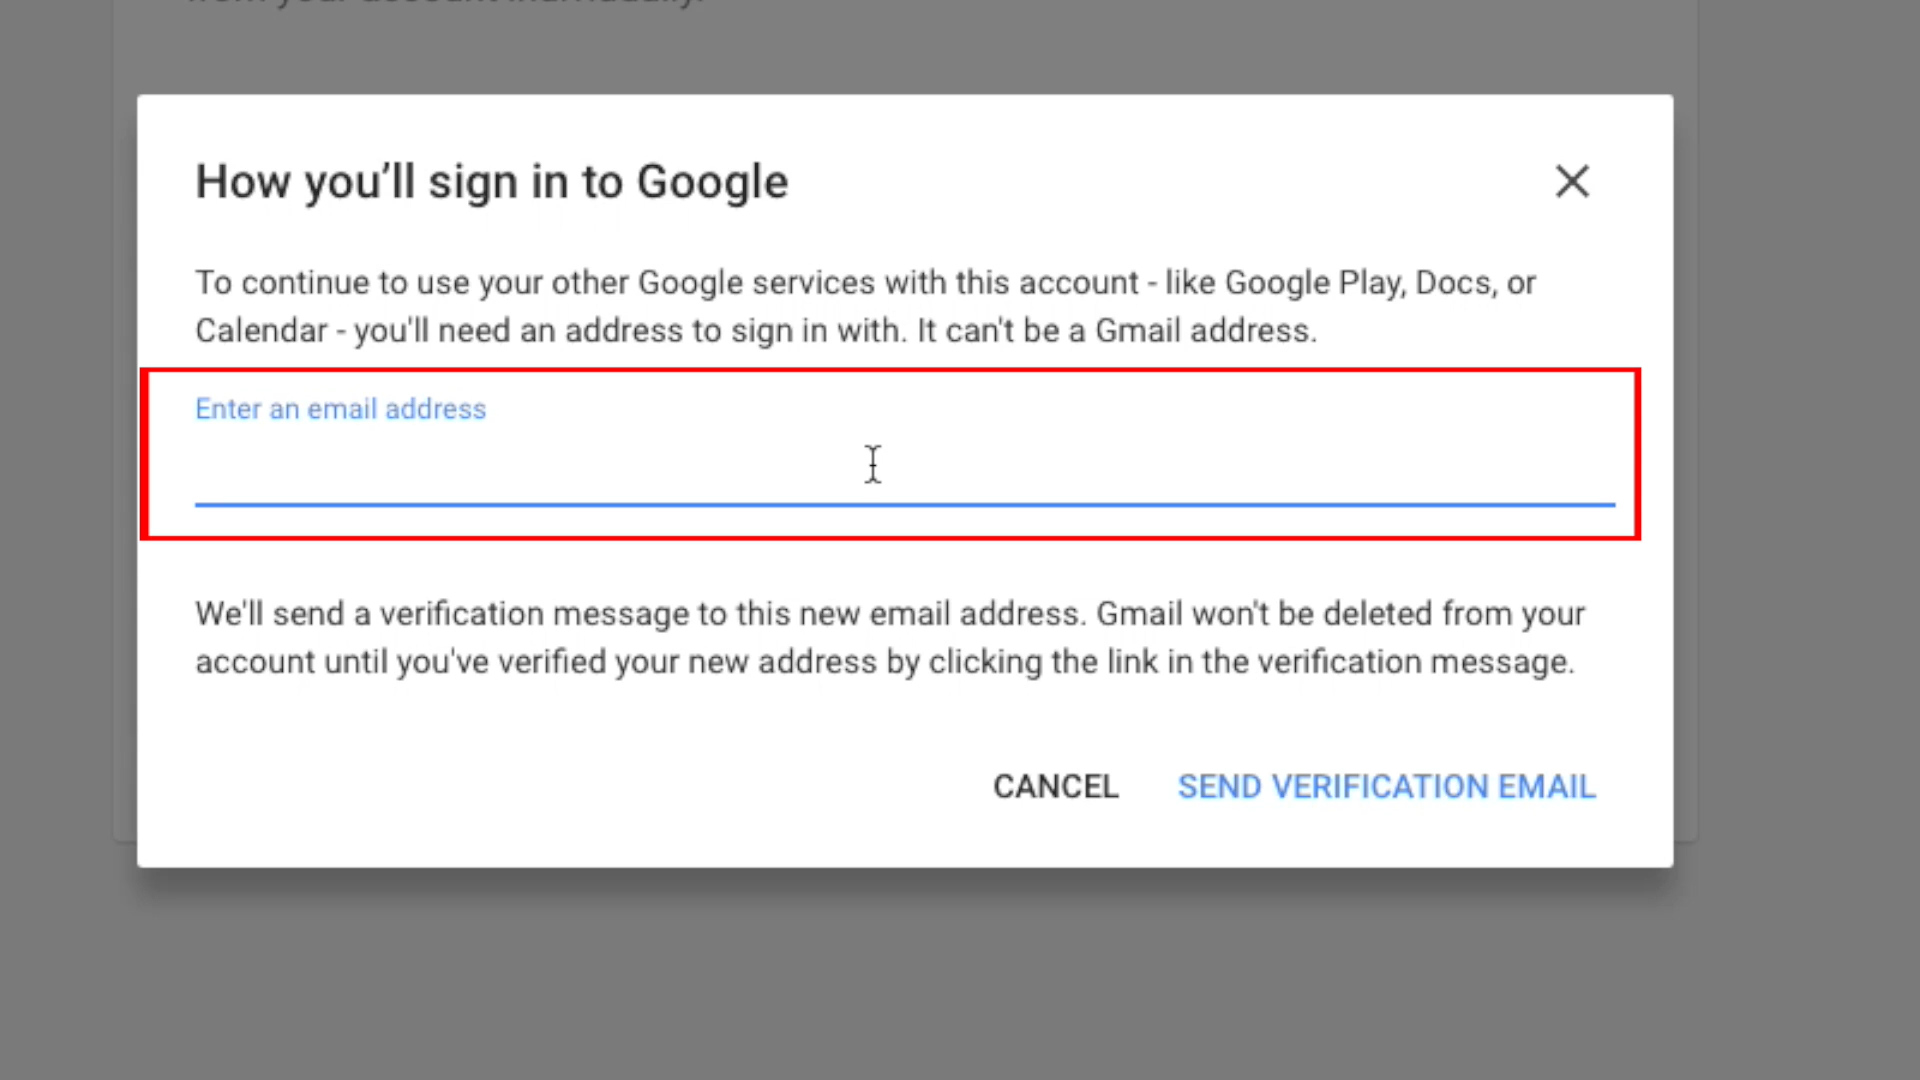 from your account individually.
How you'll sign in to Google
To continue to use your other Google services with this account - like Google Play, Docs, or
Calendar - you'll need an address to sign in with. It can't be a Gmail address.
Enter an email address
We'll send a verification message to this new email address. Gmail won't be deleted from your
account until you've verified your new address by clicking the link in the verification message.
CANCEL SEND VERIFICATION EMAIL